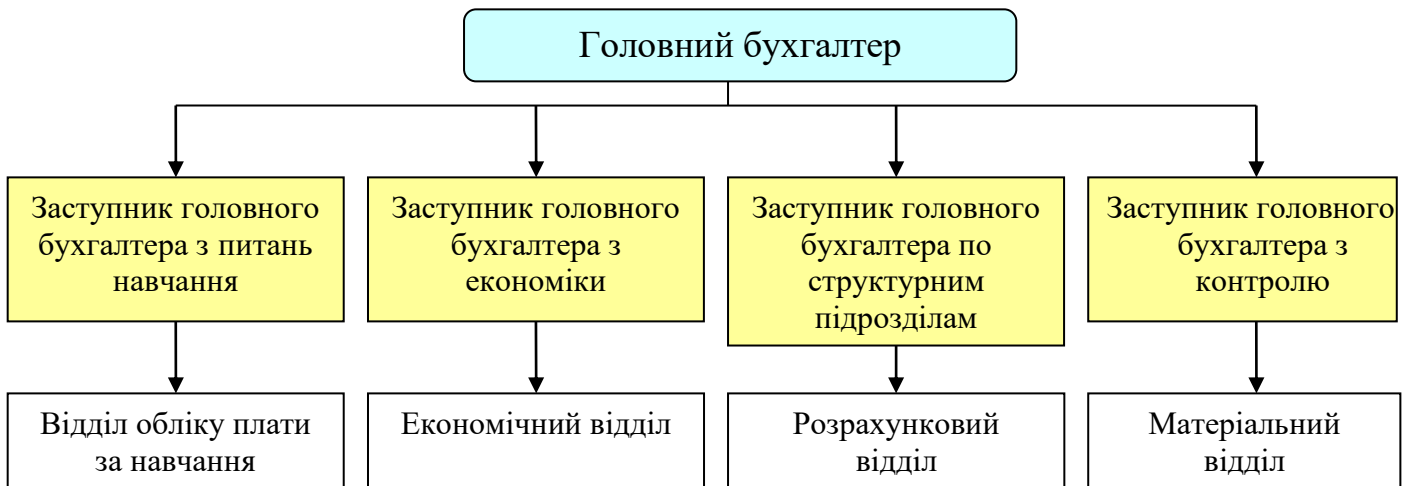 Головний бухгалтер
Заступник головного
бухгалтера з питань
навчання
Заступник головного
бухгалтера з
економіки
Заступник головного
бухгалтера по
структурним
підрозділам
Заступник головного
бухгалтера з
контролю
Відділ обліку плати
за навчання
Економічний відділ
Розрахунковий
відділ
Матеріальний
відділ